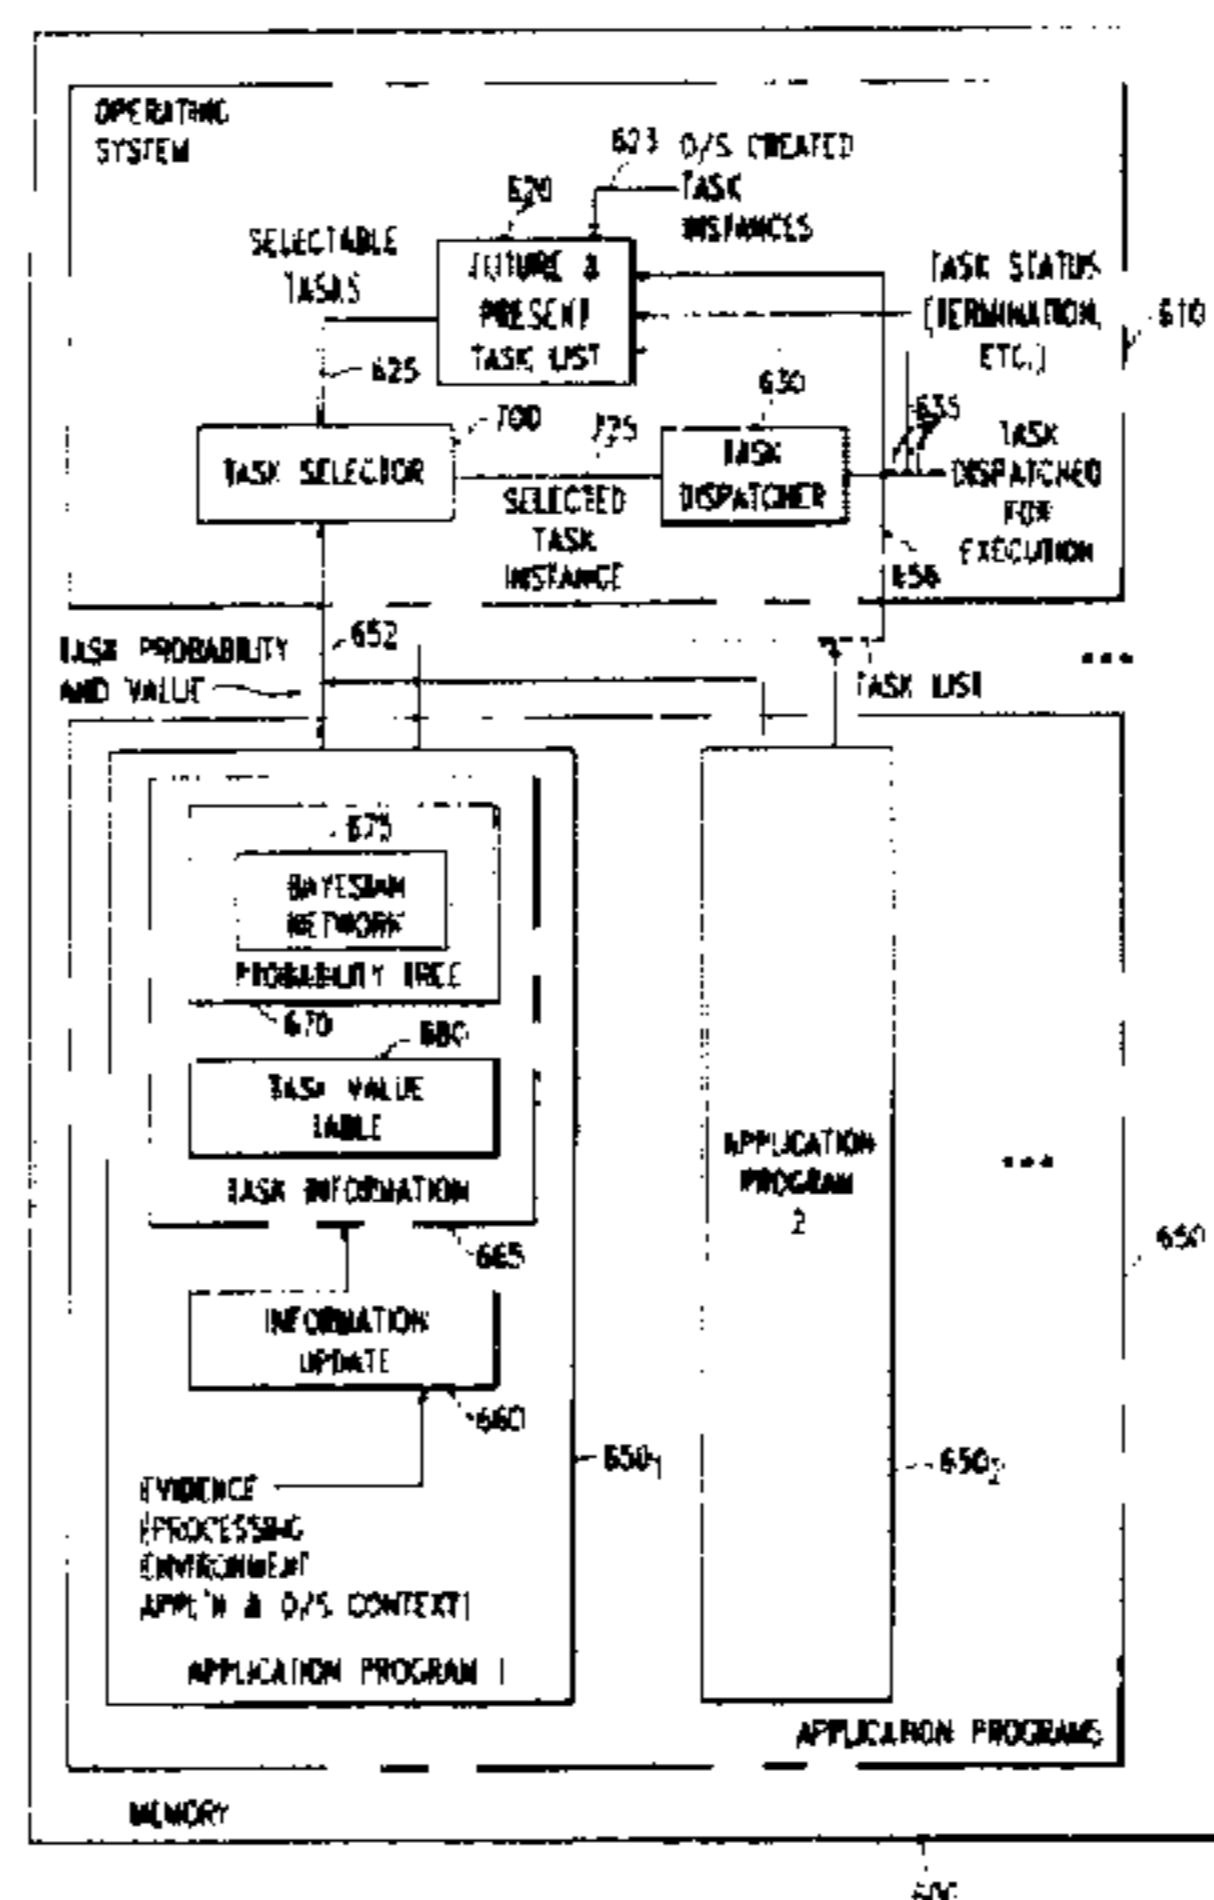 OPERATING
SYSTEM
623
O/S CREATED
TASK
INSTANCES
620
SELECTABLE
TASKS
FUTURE &
PRESENT
TASK LIST
TASK STATUS
(TERMINATION,
ETC.)
610
625
630
635
700
725
TASK SELECTOR
TASK
DISPATCHER
TASK
DISPATCHED
FOR
EXECUTION
SELECTED
TASK
INSTANCE
656
652
TASK PROBABILITY
AND VALUE
TASK LIST
...
675
BAYESIAN
NETWORK
PROBABILITY TREE
670
680
TASK VALUE
TABLE
TASK INFORMATION
665
APPLICATION
PROGRAM
2
...
650
INFORMATION
UPDATE
660
650₁
650₂
EVIDENCE
(PROCESSING
ENVIRONMENT
APPL'N & O/S CONTEXT)
APPLICATION PROGRAM 1
APPLICATION PROGRAMS
MEMORY
600